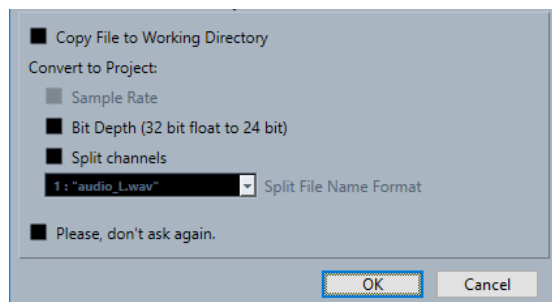 Copy File to Working Directory
Convert to Project:
Sample Rate
Bit Depth (32 bit float to 24 bit)
Split channels
1 : "audio_L.wav" Split File Name Format
Please, don't ask again.
OK Cancel